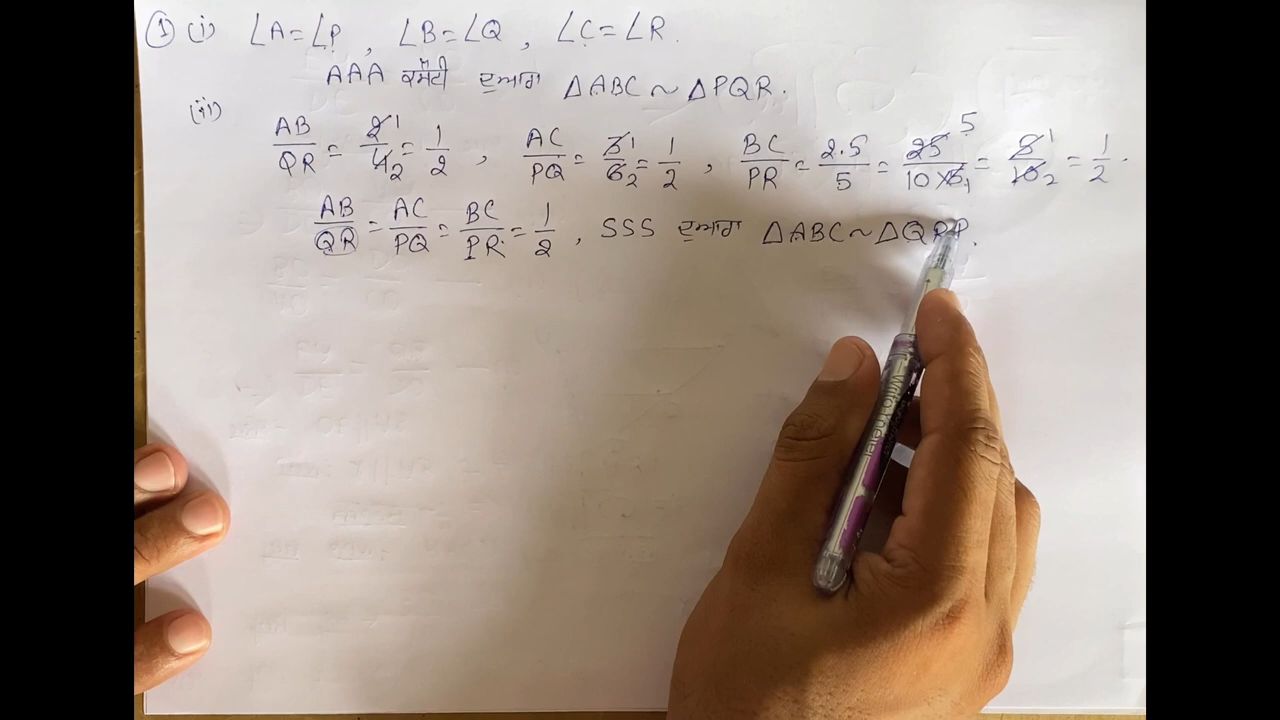 ① (i) ∠A=∠P , ∠B=∠Q , ∠C=∠R.
AAA ਕਸੌਟੀ ਦੁਆਰਾ ΔABC ~ ΔPQR.
(ii)
AB/QR = 2/4 = 1/2 , AC/PQ = 3/6 = 1/2 , BC/PR = 2.5/5 = 25/10×5 = 5/10 = 1/2 .
AB/QR = AC/PQ = BC/PR = 1/2 , SSS ਦੁਆਰਾ ΔABC ~ ΔQRP.